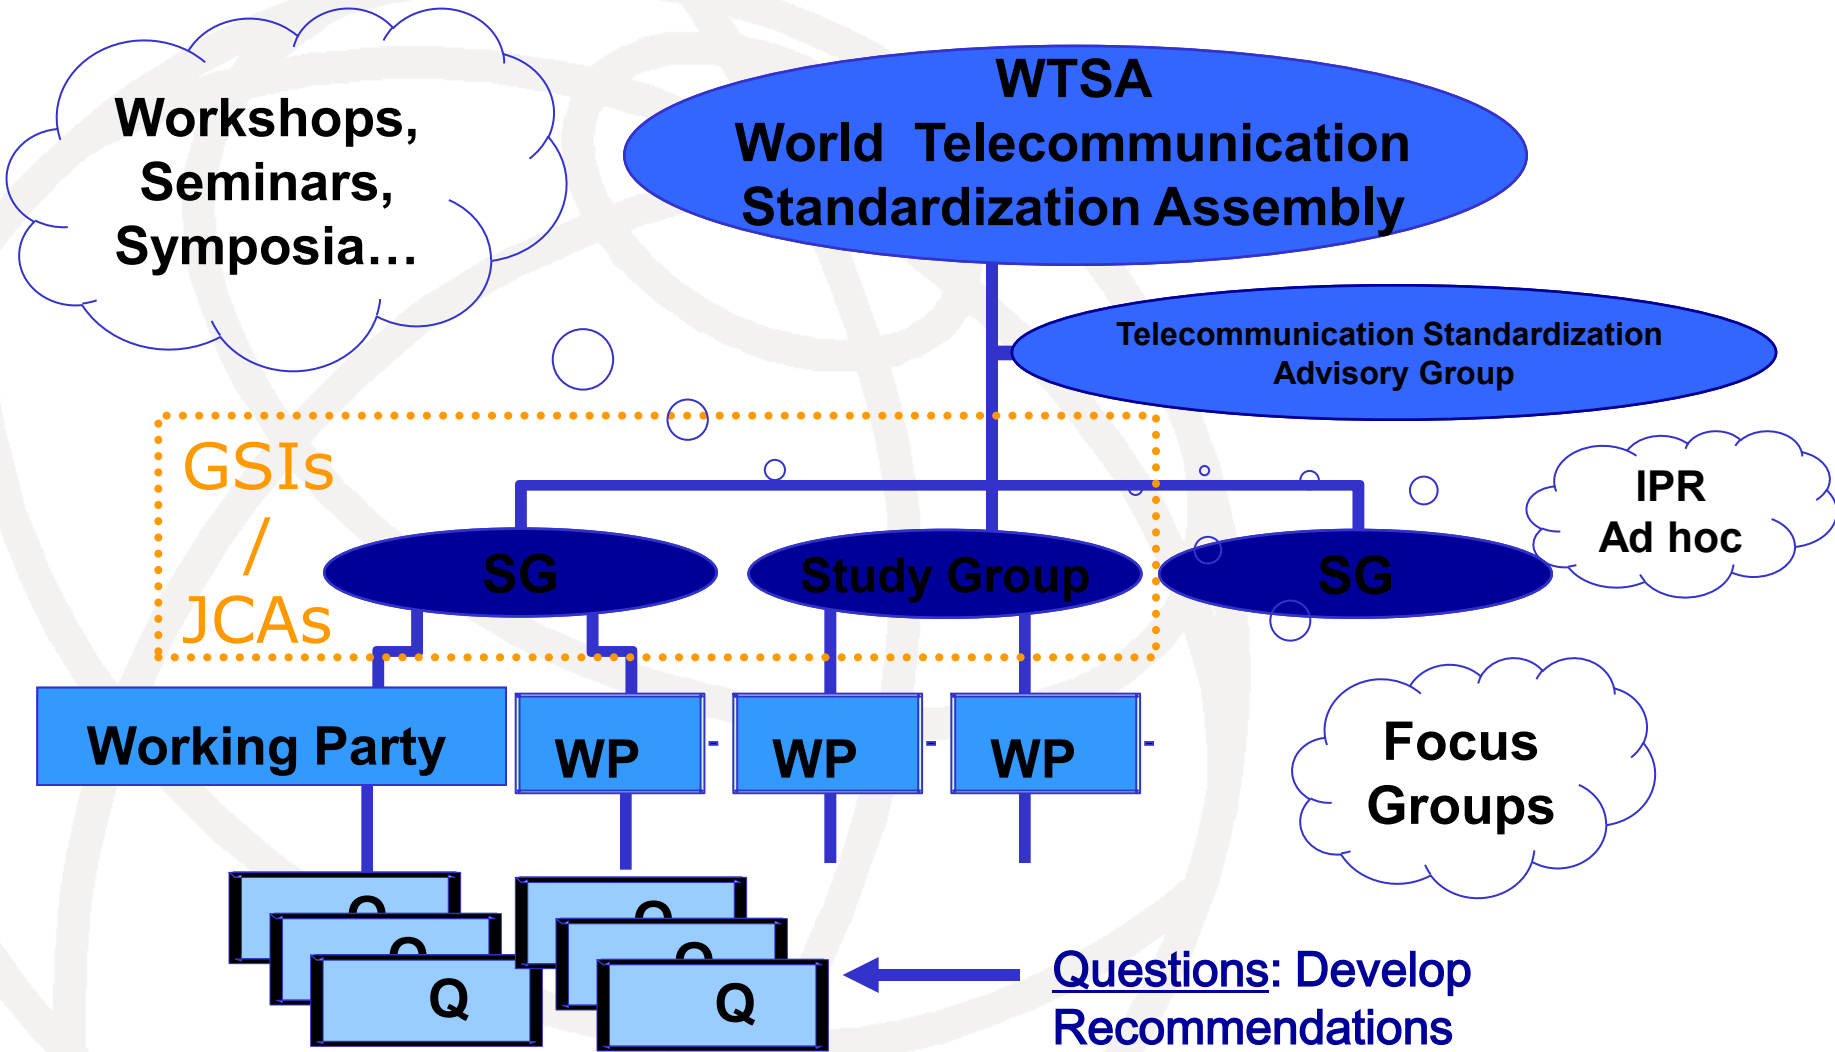 Workshops,
Seminars,
Symposia…
WTSA
World Telecommunication
Standardization Assembly
Telecommunication Standardization
Advisory Group
GSIs
/
JCAs
IPR
Ad hoc
SG
Study Group
SG
Working Party
WP
WP
WP
Focus
Groups
Q
Q
Q
Q
Q
Q
Questions: Develop
Recommendations